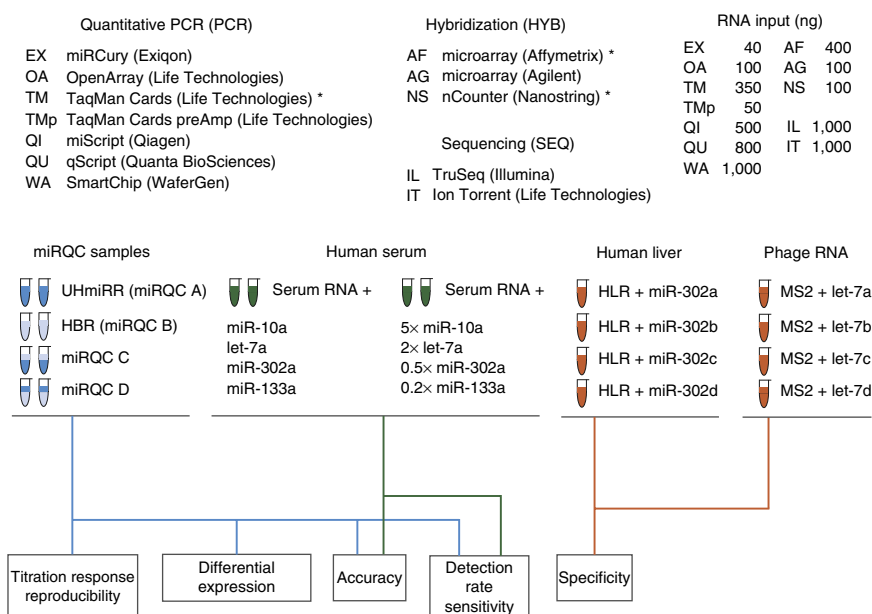 Quantitative PCR (PCR)
EX miRCury (Exiqon)
OA OpenArray (Life Technologies)
TM TaqMan Cards (Life Technologies) *
TMp TaqMan Cards preAmp (Life Technologies)
QI miScript (Qiagen)
QU qScript (Quanta BioSciences)
WA SmartChip (WaferGen)
Hybridization (HYB)
AF microarray (Affymetrix) *
AG microarray (Agilent)
NS nCounter (Nanostring) *
Sequencing (SEQ)
IL TruSeq (Illumina)
IT Ion Torrent (Life Technologies)
RNA input (ng)
EX 40 AF 400
OA 100 AG 100
TM 350 NS 100
TMp 50
QI 500 IL 1,000
QU 800 IT 1,000
WA 1,000
miRQC samples
UHmiRR (miRQC A)
HBR (miRQC B)
miRQC C
miRQC D
Human serum
Serum RNA +
miR-10a
let-7a
miR-302a
miR-133a
Serum RNA +
5× miR-10a
2× let-7a
0.5× miR-302a
0.2× miR-133a
Human liver
HLR + miR-302a
HLR + miR-302b
HLR + miR-302c
HLR + miR-302d
Phage RNA
MS2 + let-7a
MS2 + let-7b
MS2 + let-7c
MS2 + let-7d
Titration response
reproducibility
Differential
expression
Accuracy
Detection
rate
sensitivity
Specificity